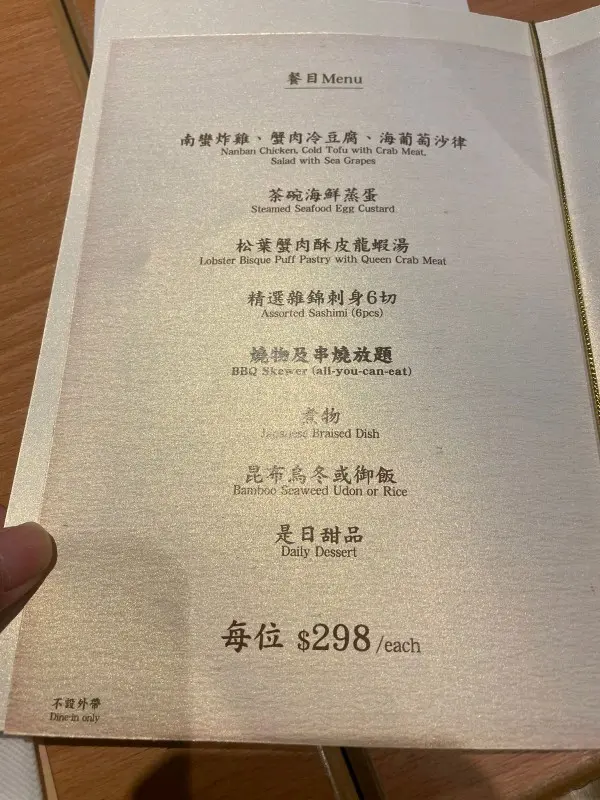 餐目Menu
南蠻炸雞、蟹肉冷豆腐、海葡萄沙律
Nanban Chicken, Cold Tofu with Crab Meat,
Salad with Sea Grapes
茶碗海鮮蒸蛋
Steamed Seafood Egg Custard
松葉蟹肉酥皮龍蝦湯
Lobster Bisque Puff Pastry with Queen Crab Meat
精選雜錦刺身6切
Assorted Sashimi (6pcs)
燒物及串燒放題
BBQ Skewer (all-you-can-eat)
煮物
Japanese Braised Dish
昆布烏冬或御飯
Bamboo Seaweed Udon or Rice
是日甜品
Daily Dessert
每位 $298/each
不設外帶
Dine-in only